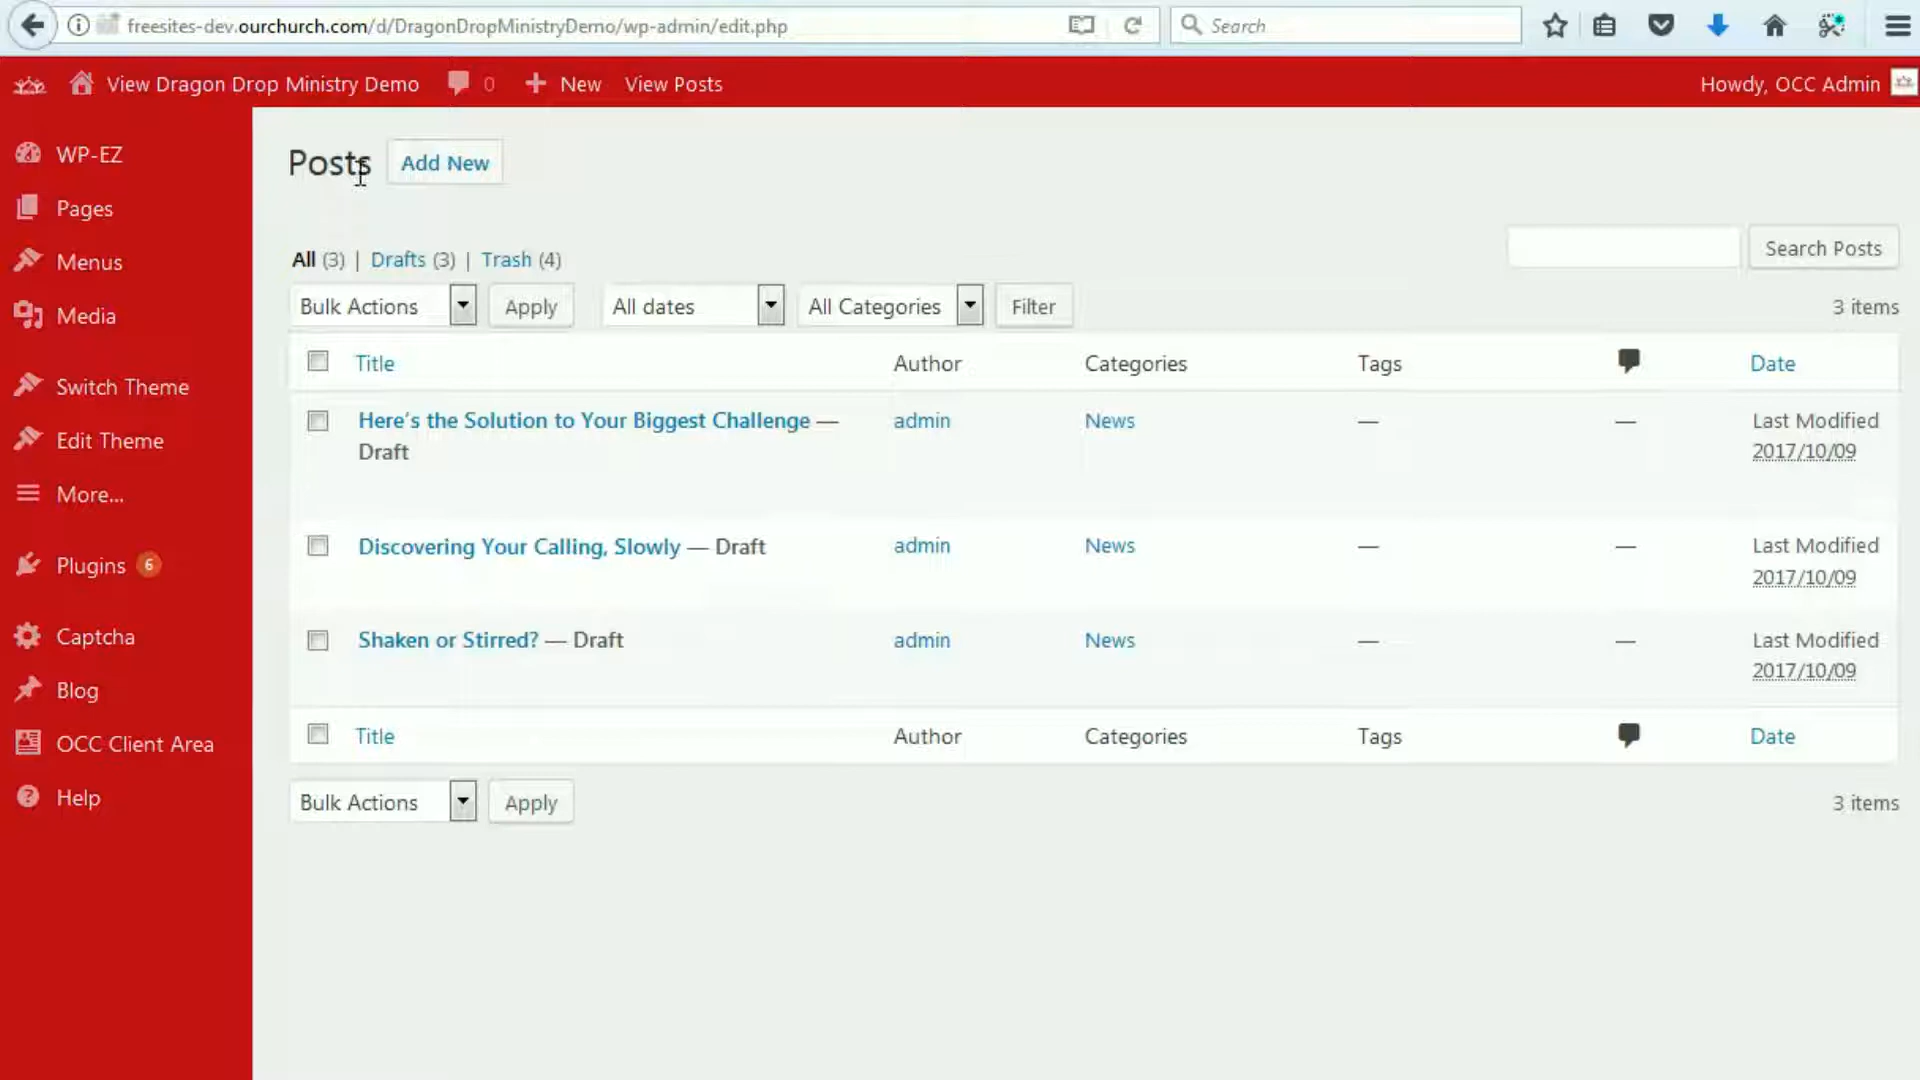 freesites-dev.ourchurch.com/d/DragonDropMinistryDemo/wp-admin/edit.php
Search
View Dragon Drop Ministry Demo 0 New View Posts Howdy, OCC Admin
WP-EZ
Pages
Menus
Media
Switch Theme
Edit Theme
More...
Plugins 6
Captcha
Blog
OCC Client Area
Help
Posts Add New
Search Posts
All (3) | Drafts (3) | Trash (4)
Bulk Actions Apply All dates All Categories Filter 3 items
Title Author Categories Tags Date
Here's the Solution to Your Biggest Challenge — admin News — — Last Modified
Draft 2017/10/09
Discovering Your Calling, Slowly — Draft admin News — — Last Modified
2017/10/09
Shaken or Stirred? — Draft admin News — — Last Modified
2017/10/09
Title Author Categories Tags Date
Bulk Actions Apply 3 items